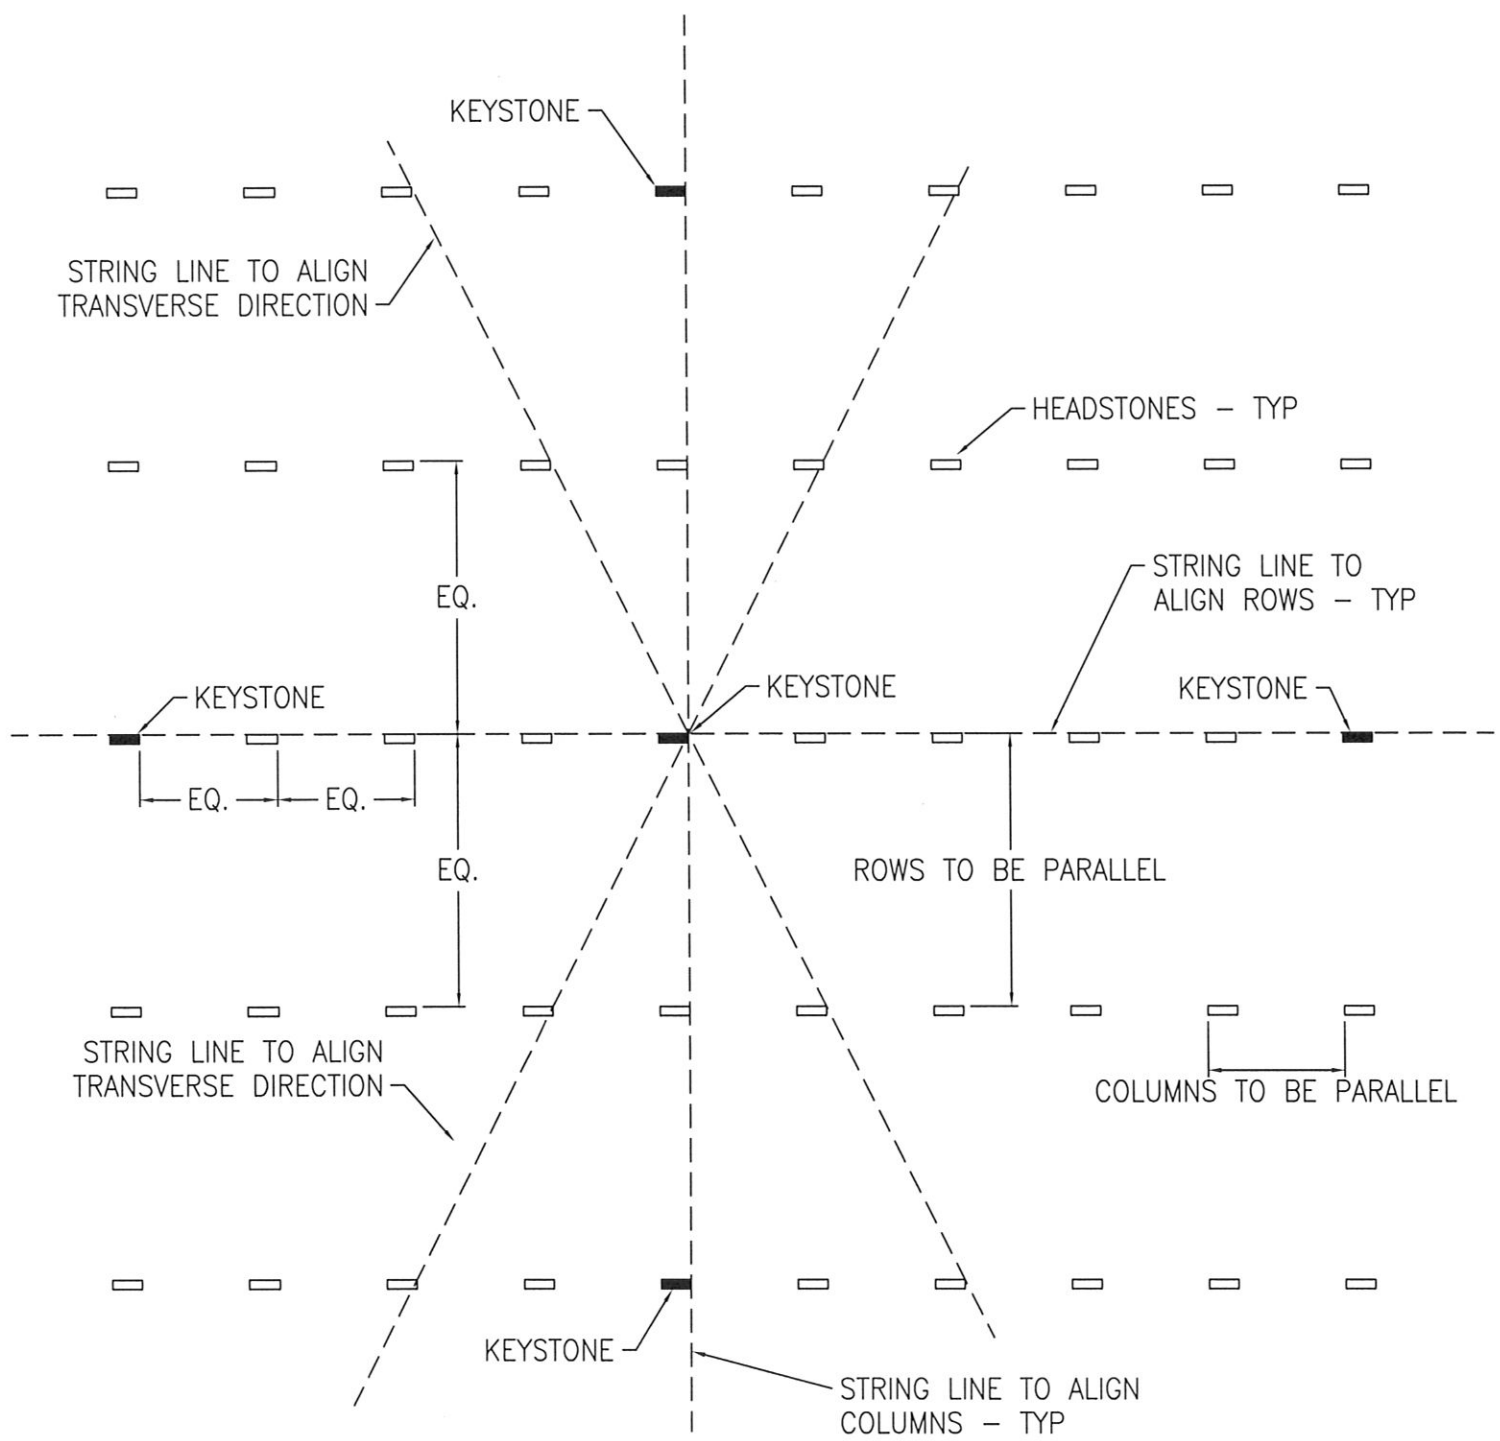 KEYSTONE
STRING LINE TO ALIGN
TRANSVERSE DIRECTION
HEADSTONES - TYP
STRING LINE TO
ALIGN ROWS - TYP
EQ.
KEYSTONE
KEYSTONE
KEYSTONE
EQ.
EQ.
EQ.
ROWS TO BE PARALLEL
STRING LINE TO ALIGN
TRANSVERSE DIRECTION
COLUMNS TO BE PARALLEL
KEYSTONE
STRING LINE TO ALIGN
COLUMNS - TYP